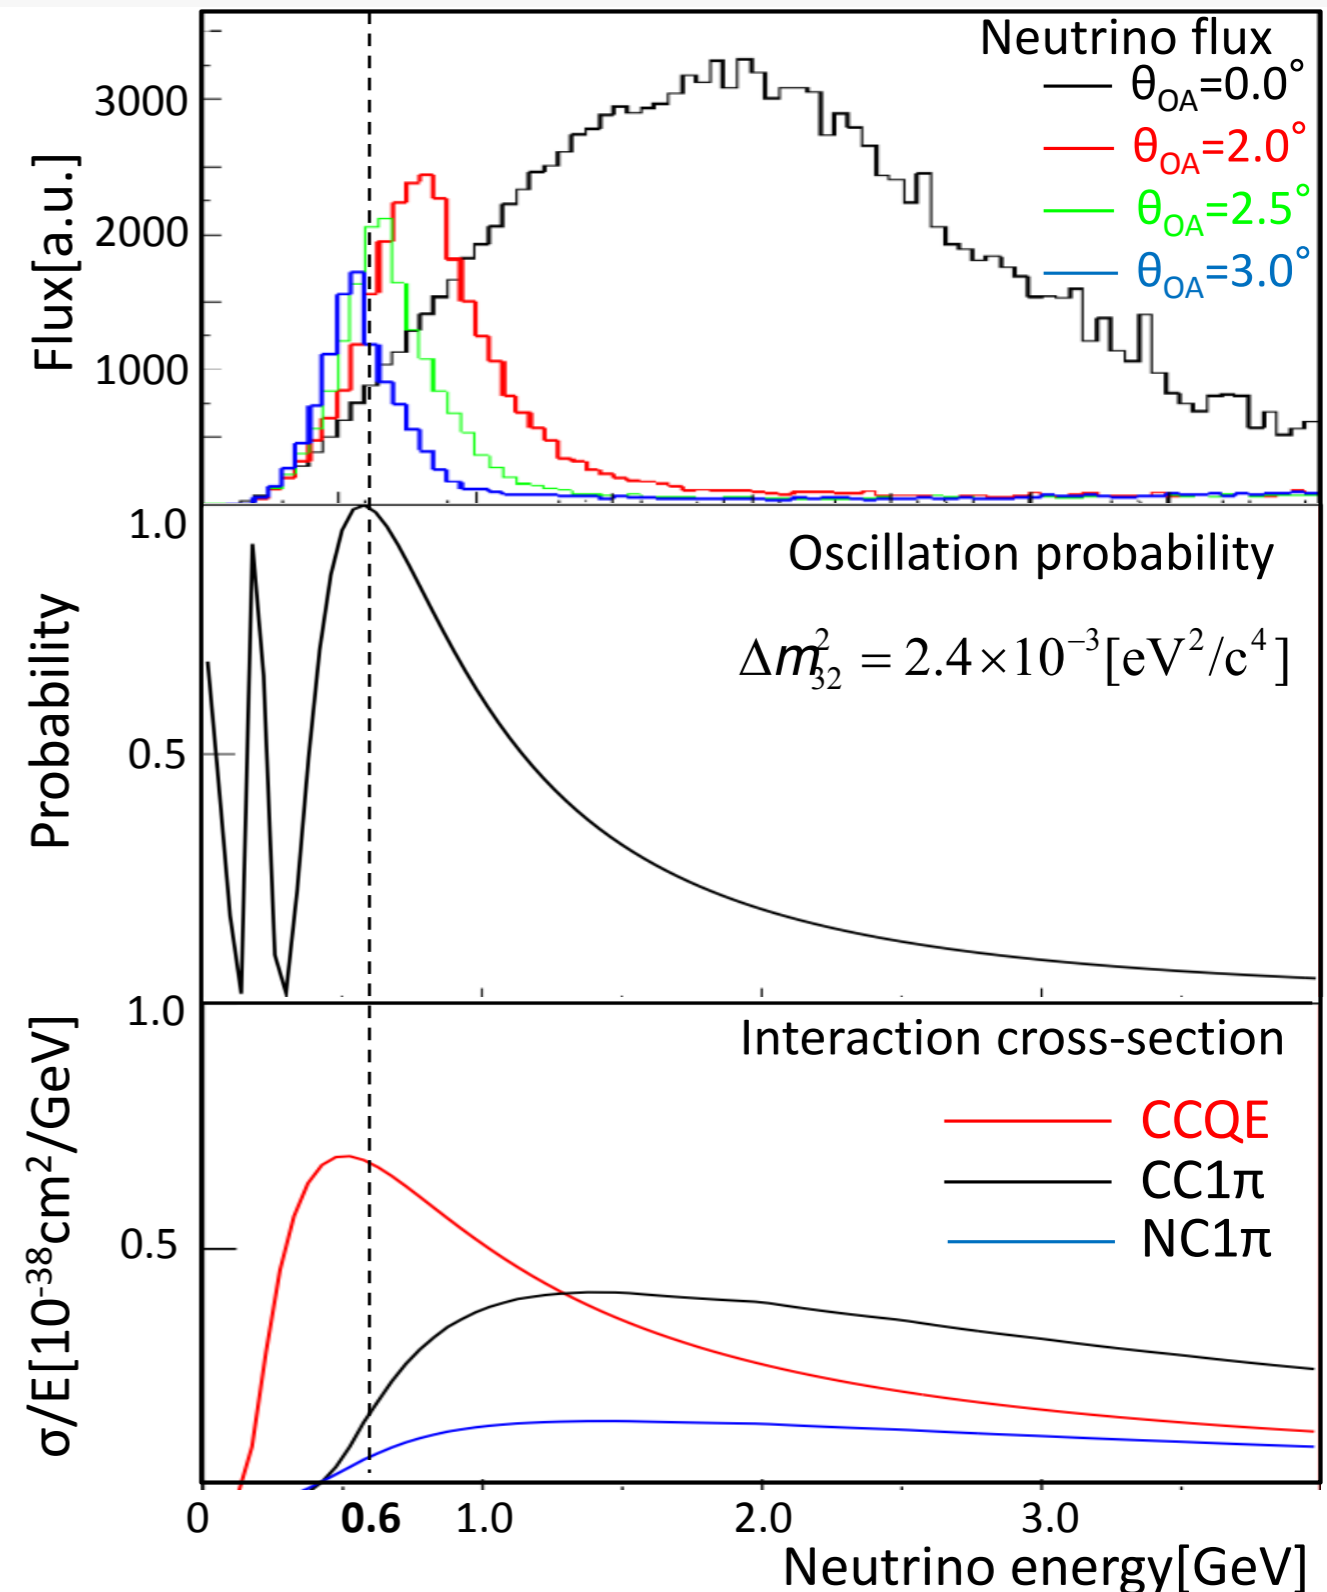 Neutrino flux
θOA=0.0°
θOA=2.0°
θOA=2.5°
θOA=3.0°
Flux[a.u.]
3000
2000
1000
Oscillation probability
Δm²32 = 2.4×10⁻³[eV²/c⁴]
Probability
1.0
0.5
Interaction cross-section
CCQE
CC1π
NC1π
σ/E[10⁻³⁸cm²/GeV]
1.0
0.5
0 0.6 1.0 2.0 3.0
Neutrino energy[GeV]